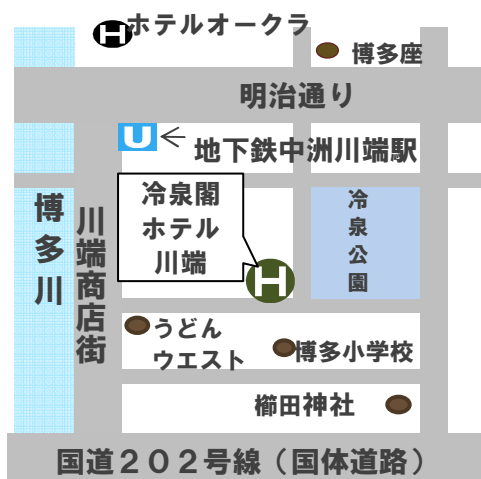 H
ホテルオークラ
博多座
明治通り
U
地下鉄中洲川端駅
冷泉閣
ホテル
川端
H
冷泉公園
博多川
川端商店街
うどん
ウエスト
博多小学校
櫛田神社
国道２０２号線（国体道路）